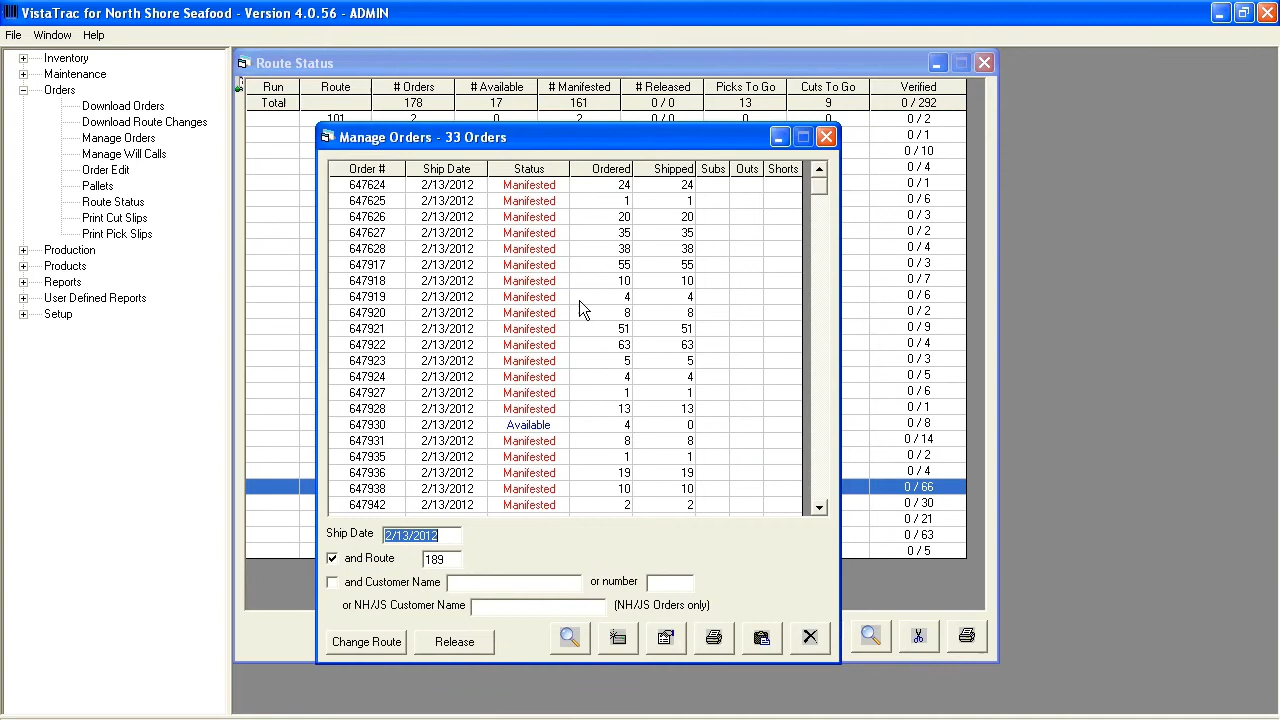 VistaTrac for North Shore Seafood - Version 4.0.56 - ADMIN
File Window Help
Inventory
Maintenance
Orders
Download Orders
Download Route Changes
Manage Orders
Manage Will Calls
Order Edit
Pallets
Route Status
Print Cut Slips
Print Pick Slips
Production
Products
Reports
User Defined Reports
Setup
Route Status
Run Route # Orders # Available # Manifested # Released Picks To Go Cuts To Go Verified
Total 178 17 161 0 / 0 13 9 0 / 292
101 2 0 2 0 / 0 0 0 0 / 2
0 / 1
0 / 10
0 / 4
0 / 1
0 / 6
0 / 3
0 / 2
0 / 4
0 / 3
0 / 7
0 / 6
0 / 2
0 / 9
0 / 4
0 / 3
0 / 5
0 / 6
0 / 1
0 / 8
0 / 14
0 / 2
0 / 4
0 / 66
0 / 30
0 / 21
0 / 63
0 / 5
Manage Orders - 33 Orders
Order # Ship Date Status Ordered Shipped Subs Outs Shorts
647624 2/13/2012 Manifested 24 24
647625 2/13/2012 Manifested 1 1
647626 2/13/2012 Manifested 20 20
647627 2/13/2012 Manifested 35 35
647628 2/13/2012 Manifested 38 38
647917 2/13/2012 Manifested 55 55
647918 2/13/2012 Manifested 10 10
647919 2/13/2012 Manifested 4 4
647920 2/13/2012 Manifested 8 8
647921 2/13/2012 Manifested 51 51
647922 2/13/2012 Manifested 63 63
647923 2/13/2012 Manifested 5 5
647924 2/13/2012 Manifested 4 4
647927 2/13/2012 Manifested 1 1
647928 2/13/2012 Manifested 13 13
647930 2/13/2012 Available 4 0
647931 2/13/2012 Manifested 8 8
647935 2/13/2012 Manifested 1 1
647936 2/13/2012 Manifested 19 19
647938 2/13/2012 Manifested 10 10
647942 2/13/2012 Manifested 2 2
Ship Date 2/13/2012
and Route 189
and Customer Name or number
or NH/JS Customer Name (NH/JS Orders only)
Change Route Release